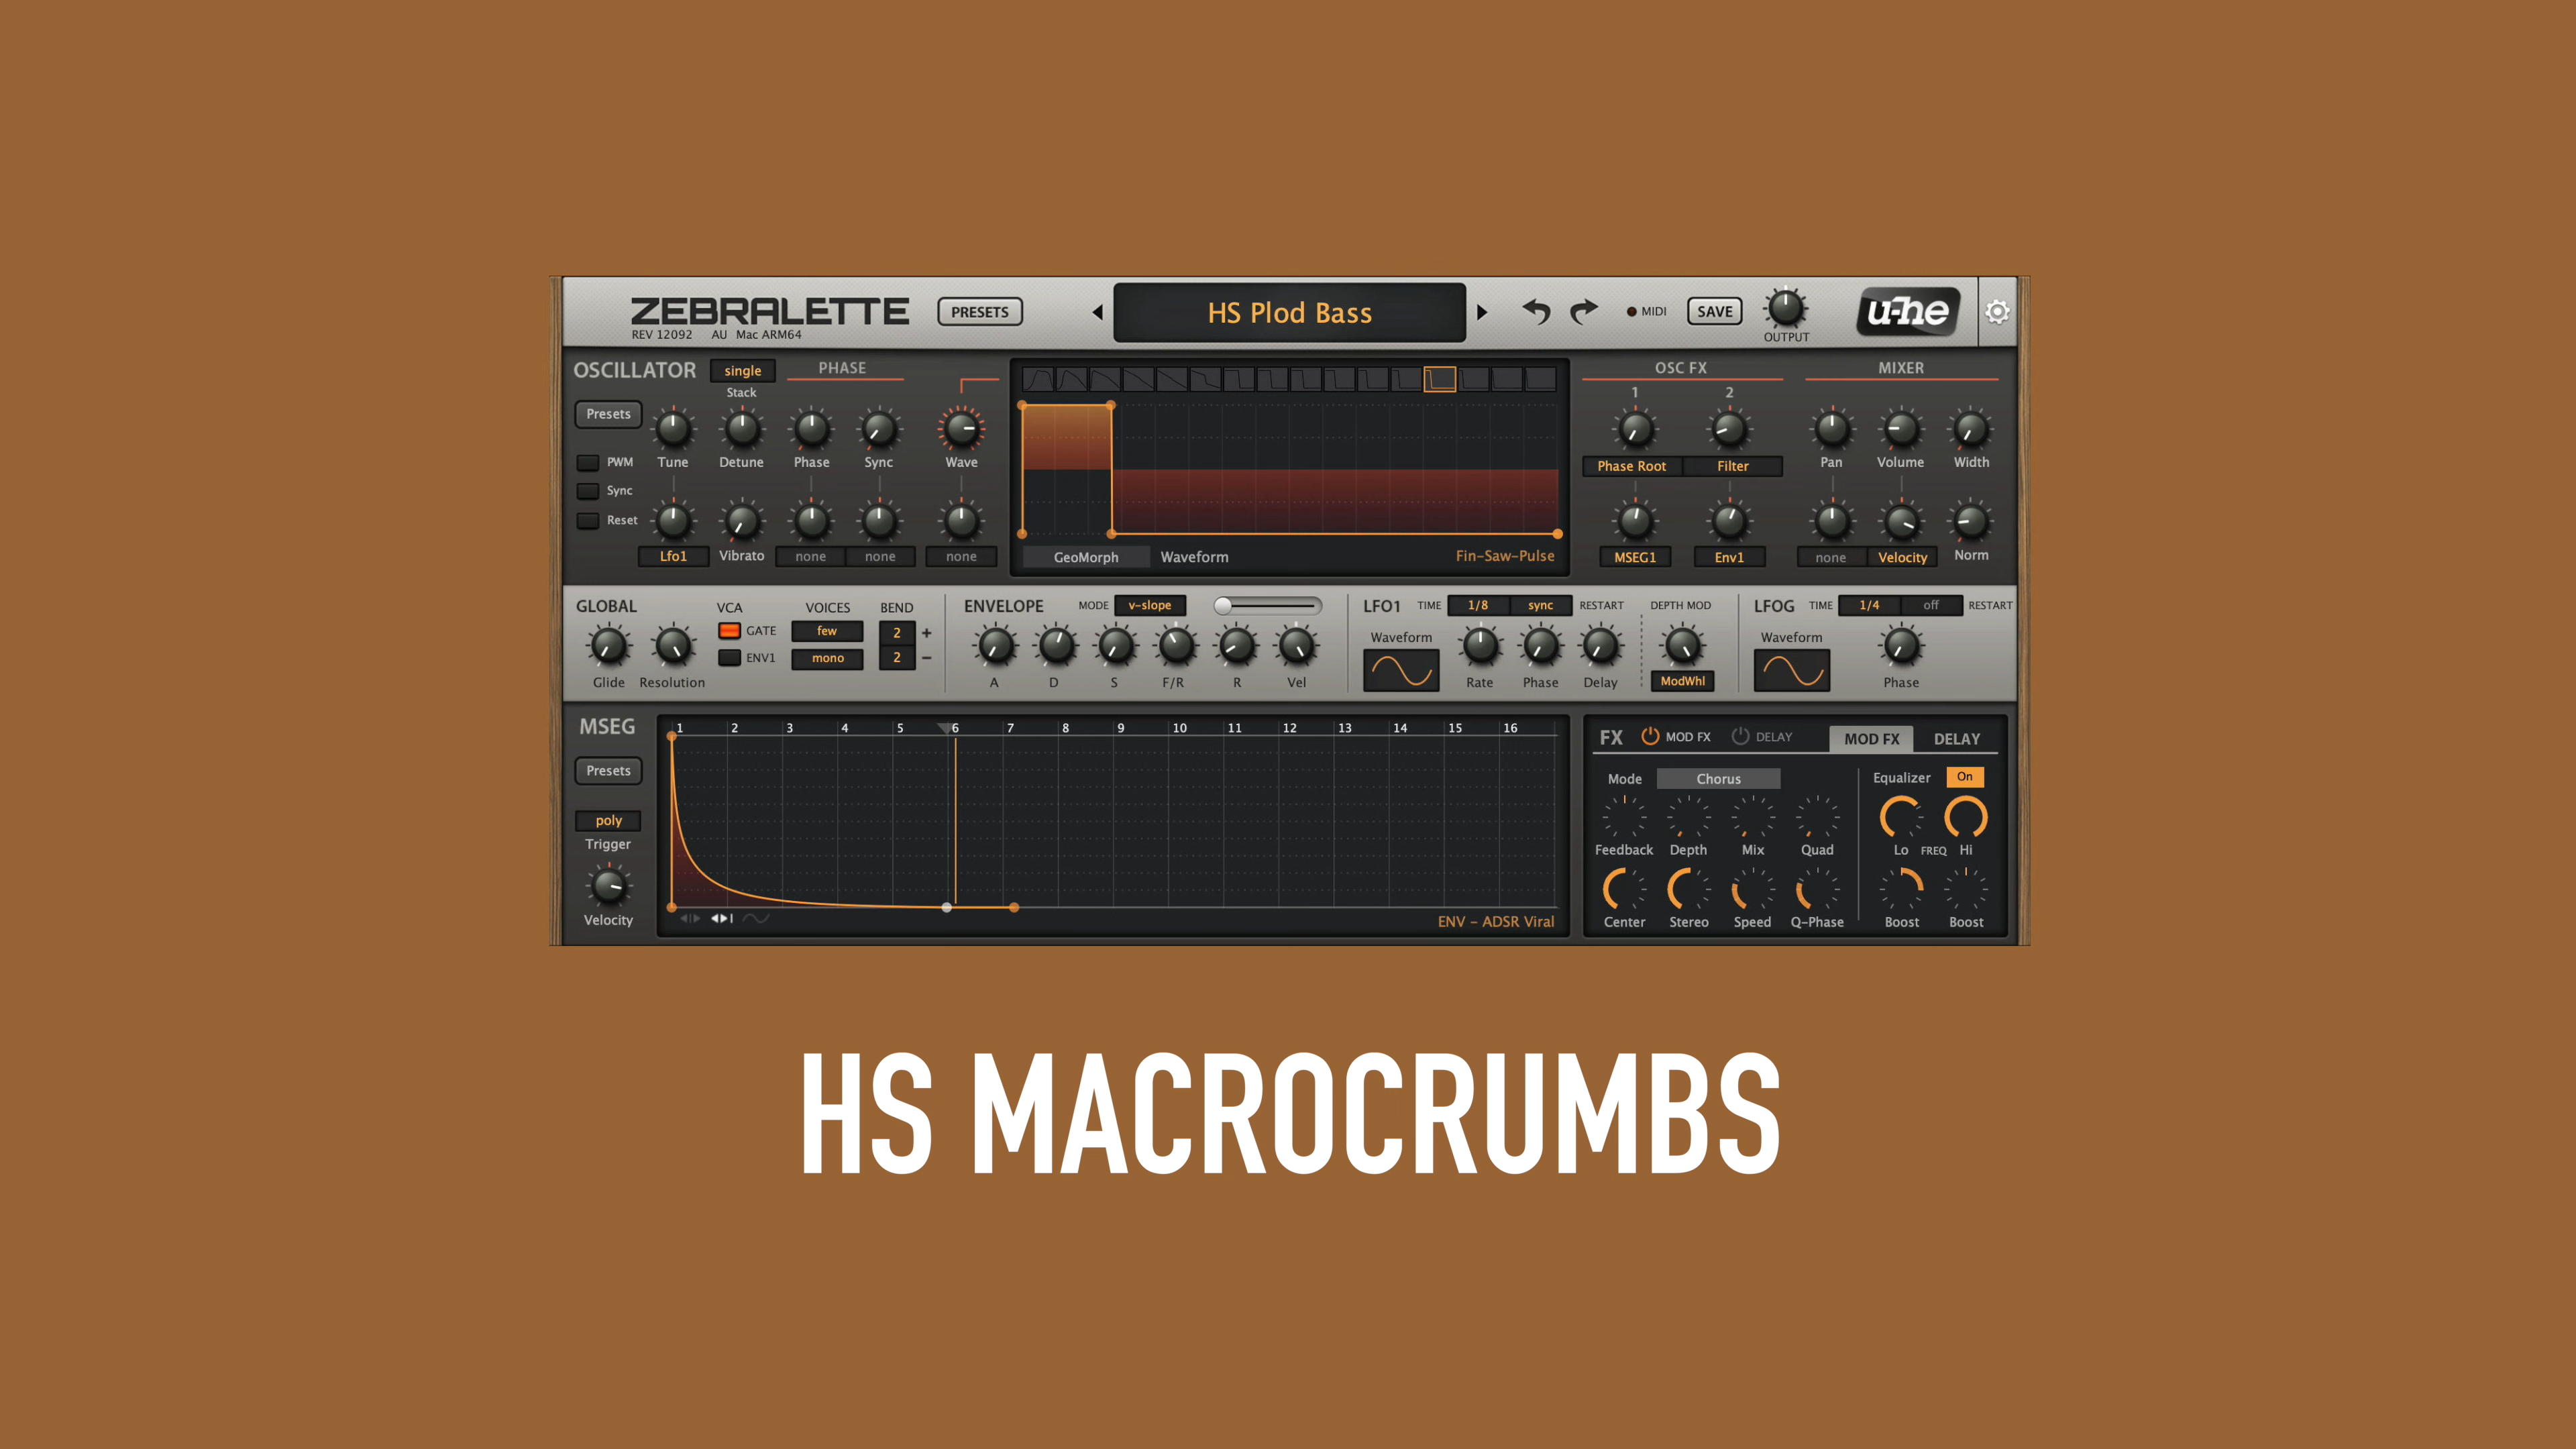 ZEBRALETTE
REV 12092 AU Mac ARM64
PRESETS
HS Plod Bass
MIDI
SAVE
OUTPUT
u-he
OSCILLATOR
single
Stack
PHASE
Presets
PWM
Sync
Reset
Tune Detune Phase Sync Wave
Lfo1 Vibrato none none none
GeoMorph Waveform Fin-Saw-Pulse
OSC FX
1 2
Phase Root Filter
MSEG1 Env1
MIXER
Pan Volume Width
none Velocity Norm
GLOBAL
Glide Resolution
VCA
GATE
ENV1
VOICES
few
mono
BEND
2 +
2 −
ENVELOPE MODE v-slope
A D S F/R R Vel
LFO1 TIME 1/8 sync RESTART DEPTH MOD
Waveform
Rate Phase Delay ModWhl
LFOG TIME 1/4 off RESTART
Waveform
Phase
MSEG
Presets
poly
Trigger
Velocity
1 2 3 4 5 6 7 8 9 10 11 12 13 14 15 16
ENV - ADSR Viral
FX MOD FX DELAY MOD FX DELAY
Mode Chorus
Feedback Depth Mix Quad
Center Stereo Speed Q-Phase
Equalizer On
Lo FREQ Hi
Boost Boost
HS MACROCRUMBS